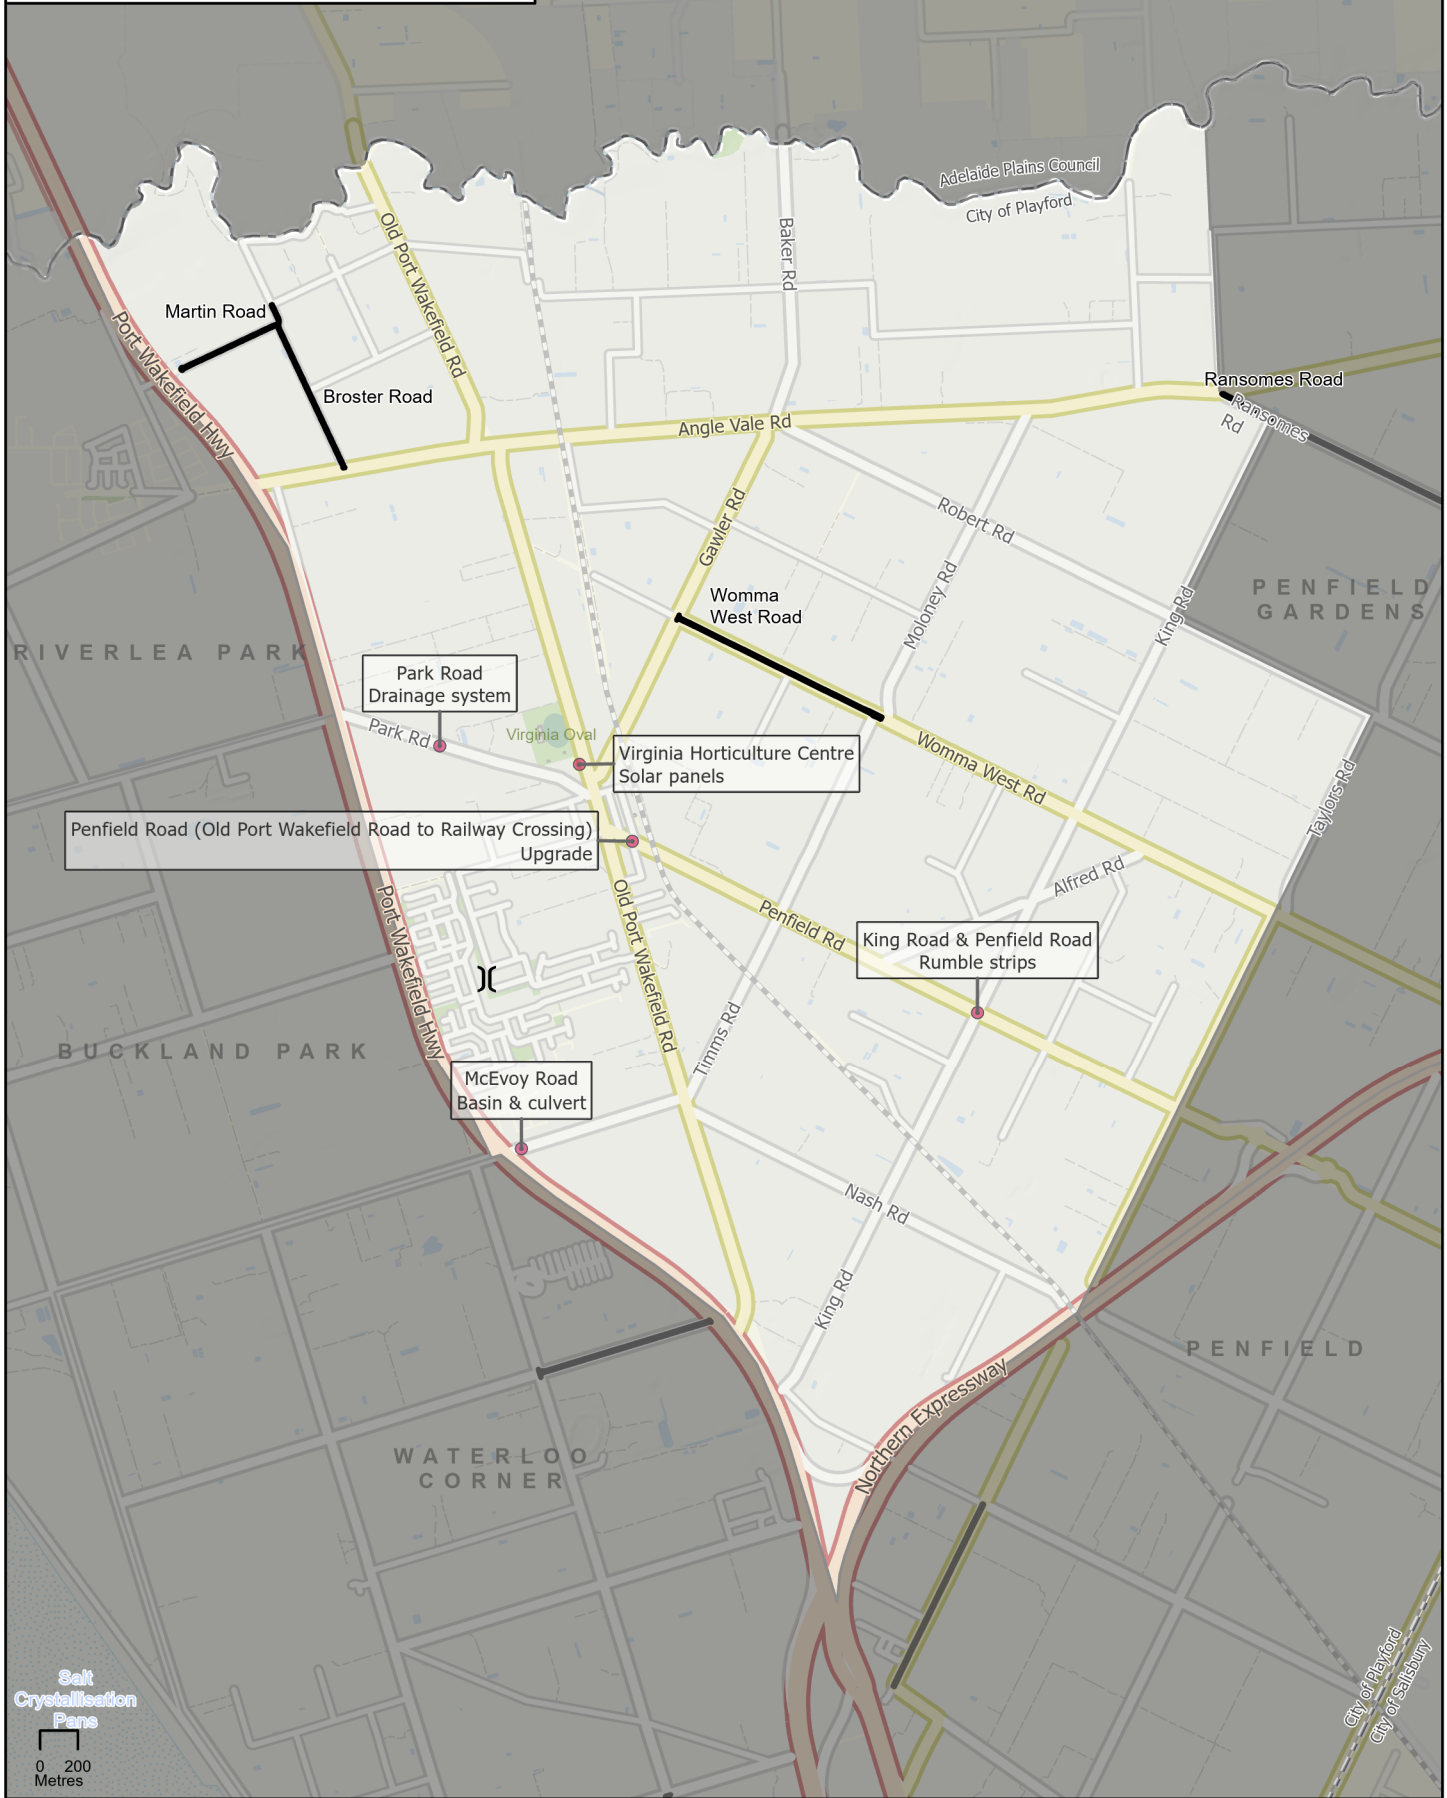 Adelaide Plains Council
City of Playford
Old Port Wakefield Rd
Baker Rd
Martin Road
Port Wakefield Hwy
Broster Road
Ransomes Road
Ransomes
Rd
Angle Vale Rd
Gawler Rd
Robert Rd
Moloney Rd
King Rd
PENFIELD
GARDENS
Womma
West Road
RIVERLEA PARK
Park Road
Drainage system
Park Rd
Virginia Oval
Virginia Horticulture Centre
Solar panels
Womma West Rd
Taylors Rd
Penfield Road (Old Port Wakefield Road to Railway Crossing)
Upgrade
Alfred Rd
Port Wakefield Hwy
Old Port Wakefield Rd
Penfield Rd
King Road & Penfield Road
Rumble strips
BUCKLAND PARK
Timms Rd
McEvoy Road
Basin & culvert
Nash Rd
King Rd
PENFIELD
Northern Expressway
WATERLOO
CORNER
Salt
Crystallisation
Pans
City of Playford
City of Salisbury
0 200
Metres